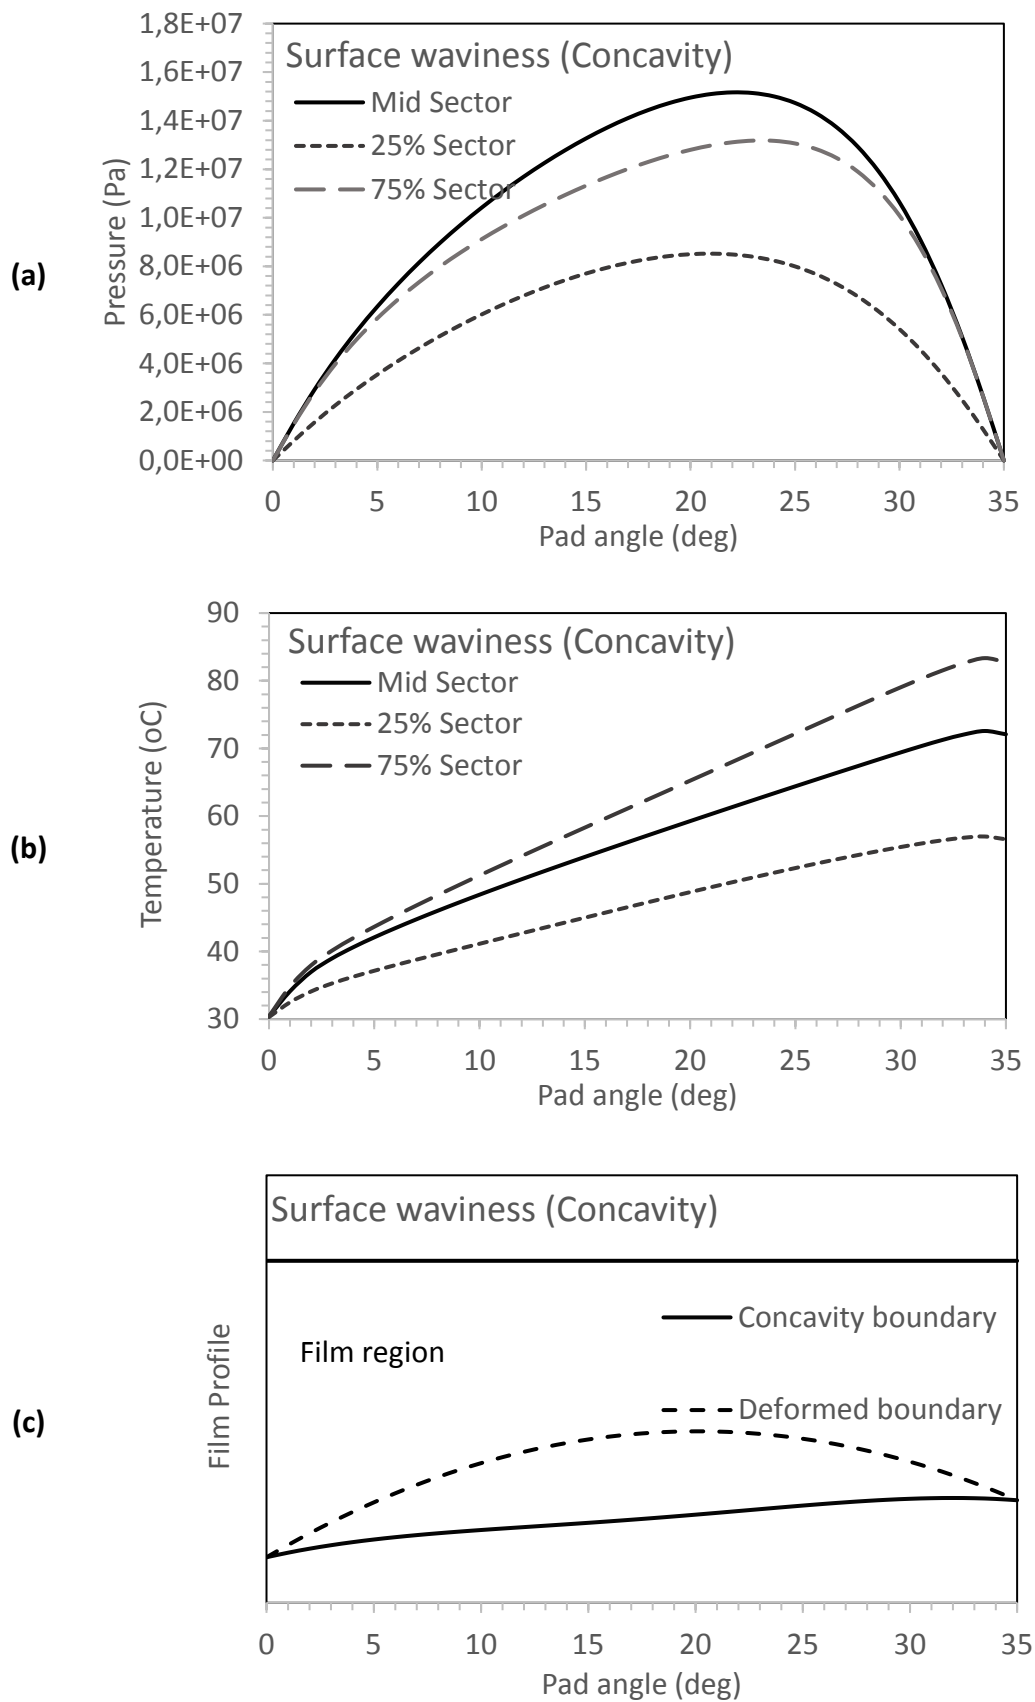 (a)
Surface waviness (Concavity)
Mid Sector
25% Sector
75% Sector
Pressure (Pa)
1,8E+07
1,6E+07
1,4E+07
1,2E+07
1,0E+07
8,0E+06
6,0E+06
4,0E+06
2,0E+06
0,0E+00
0 5 10 15 20 25 30 35
Pad angle (deg)
(b)
Surface waviness (Concavity)
Mid Sector
25% Sector
75% Sector
Temperature (oC)
90
80
70
60
50
40
30
0 5 10 15 20 25 30 35
Pad angle (deg)
(c)
Surface waviness (Concavity)
Concavity boundary
Film region
Deformed boundary
Film Profile
0 5 10 15 20 25 30 35
Pad angle (deg)